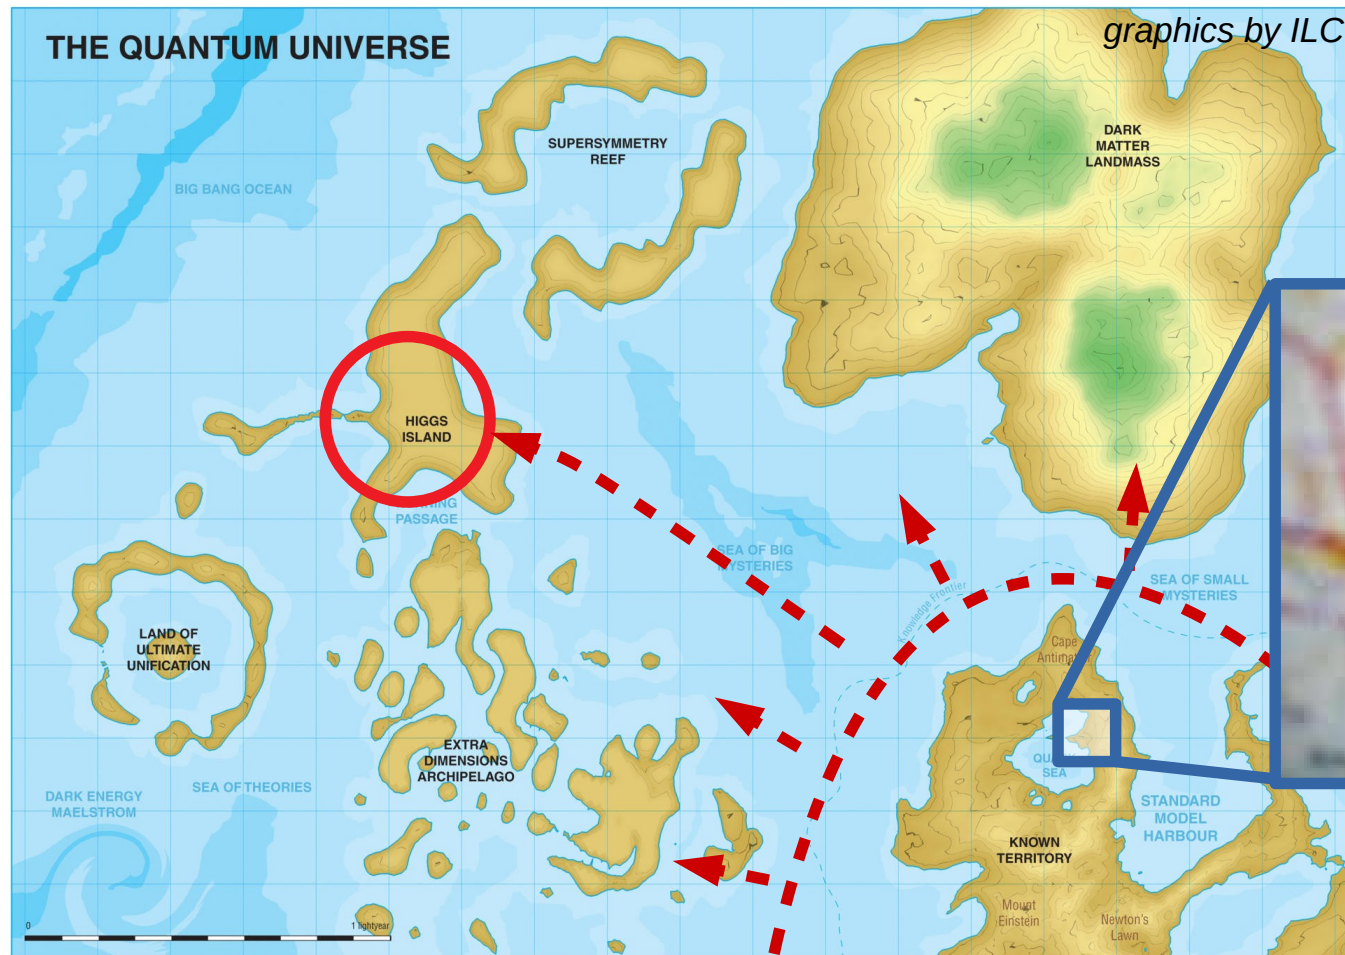 graphics by ILC
THE QUANTUM UNIVERSE
SUPERSYMMETRY
REEF
DARK
MATTER
LANDMASS
BIG BANG OCEAN
HIGGS
ISLAND
PASSAGE
SEA OF BIG
MYSTERIES
Knowledge Frontier
SEA OF SMALL
MYSTERIES
LAND OF
ULTIMATE
UNIFICATION
Cape
EXTRA
DIMENSIONS
ARCHIPELAGO
SEA
DARK ENERGY
MAELSTROM
SEA OF THEORIES
STANDARD
MODEL
HARBOUR
KNOWN
TERRITORY
Mount
Einstein
Newton's
Lawn
0 1 lightyear